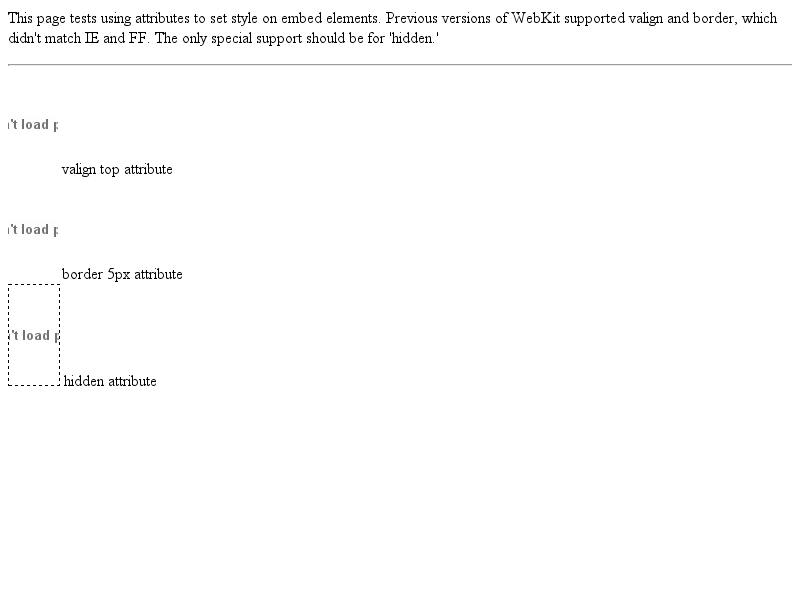 This page tests using attributes to set style on embed elements. Previous versions of WebKit supported valign and border, which
didn't match IE and FF. The only special support should be for 'hidden.'
't load p
valign top attribute
't load p
border 5px attribute
't load p
hidden attribute